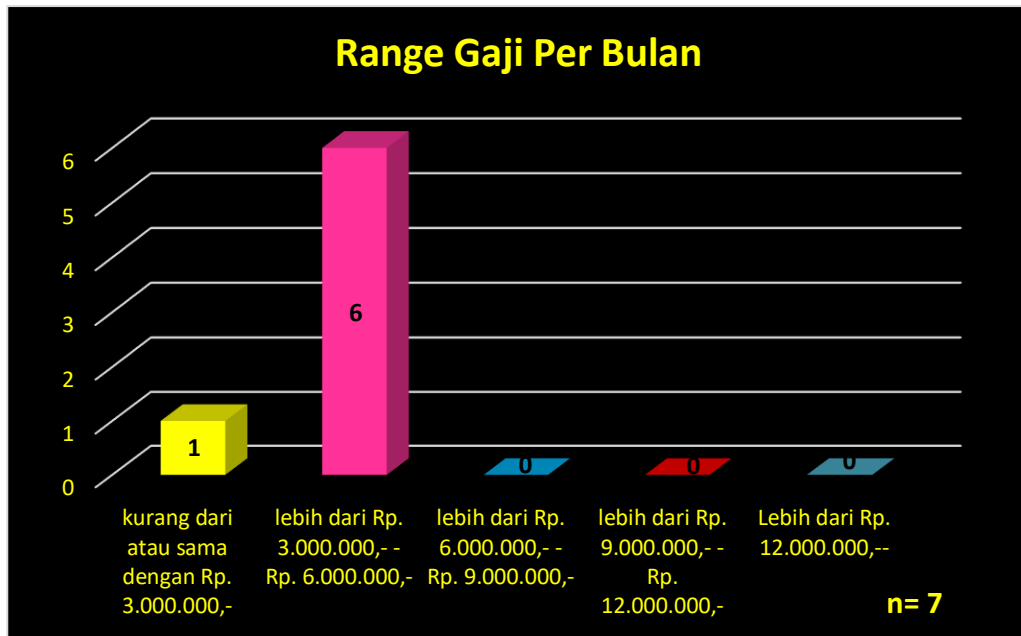 Range Gaji Per Bulan
6
5
4
3
2
1
0
1
6
0
0
0
kurang dari
atau sama
dengan Rp.
3.000.000,-
lebih dari Rp.
3.000.000,- -
Rp. 6.000.000,-
lebih dari Rp.
6.000.000,- -
Rp. 9.000.000,-
lebih dari Rp.
9.000.000,- -
Rp.
12.000.000,-
Lebih dari Rp.
12.000.000,--
n= 7